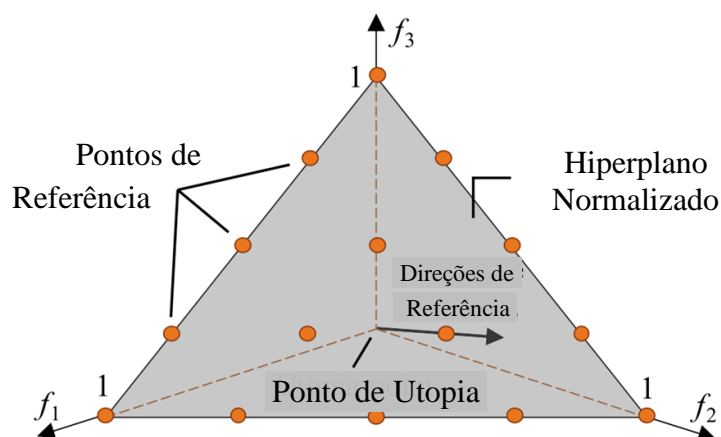 f3
1
Pontos de
Referência
Hiperplano
Normalizado
Direções de
Referência
1
Ponto de Utopia
1
f1
f2